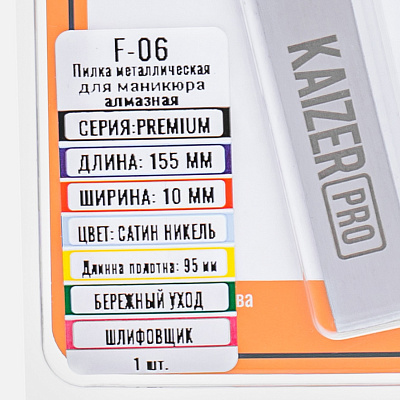 F-06
Пилка металлическая
для маникюра
алмазная
СЕРИЯ:PREMIUM
ДЛИНА: 155 ММ
ШИРИНА: 10 ММ
ЦВЕТ: САТИН НИКЕЛЬ
Длинна полотна: 95 мм
БЕРЕЖНЫЙ УХОД
ШЛИФОВЩИК
1 шт.
KAIZER PRO
ва